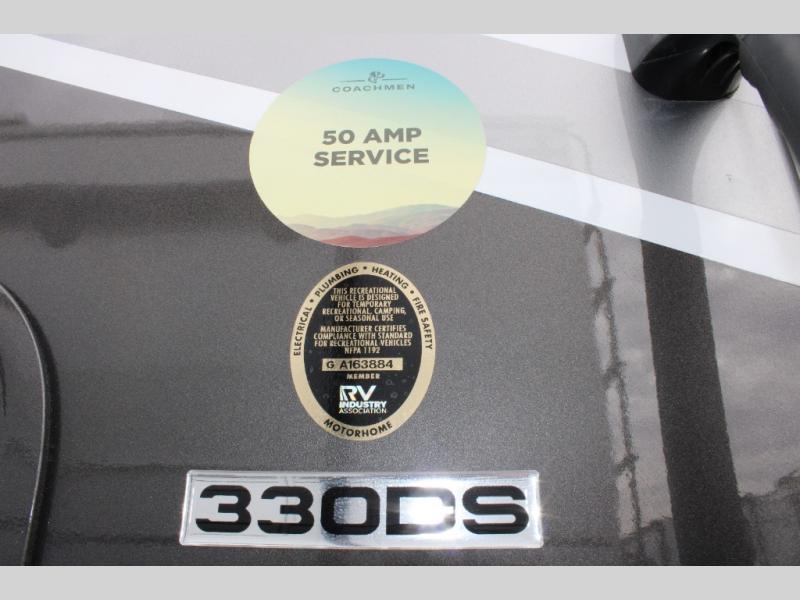 COACHMEN
50 AMP
SERVICE
ELECTRICAL • PLUMBING • HEATING • FIRE SAFETY
THIS RECREATIONAL
VEHICLE IS DESIGNED
FOR TEMPORARY
RECREATIONAL, CAMPING,
OR SEASONAL USE
MANUFACTURER CERTIFIES
COMPLIANCE WITH STANDARD
FOR RECREATIONAL VEHICLES
NFPA 1192
G A163884
MEMBER
RV
INDUSTRY
ASSOCIATION
MOTORHOME
330DS